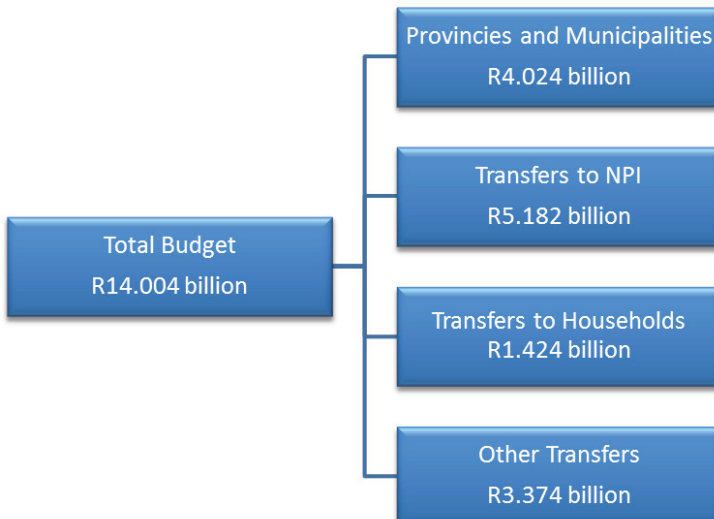 Provincies and Municipalities
R4.024 billion
Transfers to NPI
R5.182 billion
Total Budget
R14.004 billion
Transfers to Households
R1.424 billion
Other Transfers
R3.374 billion